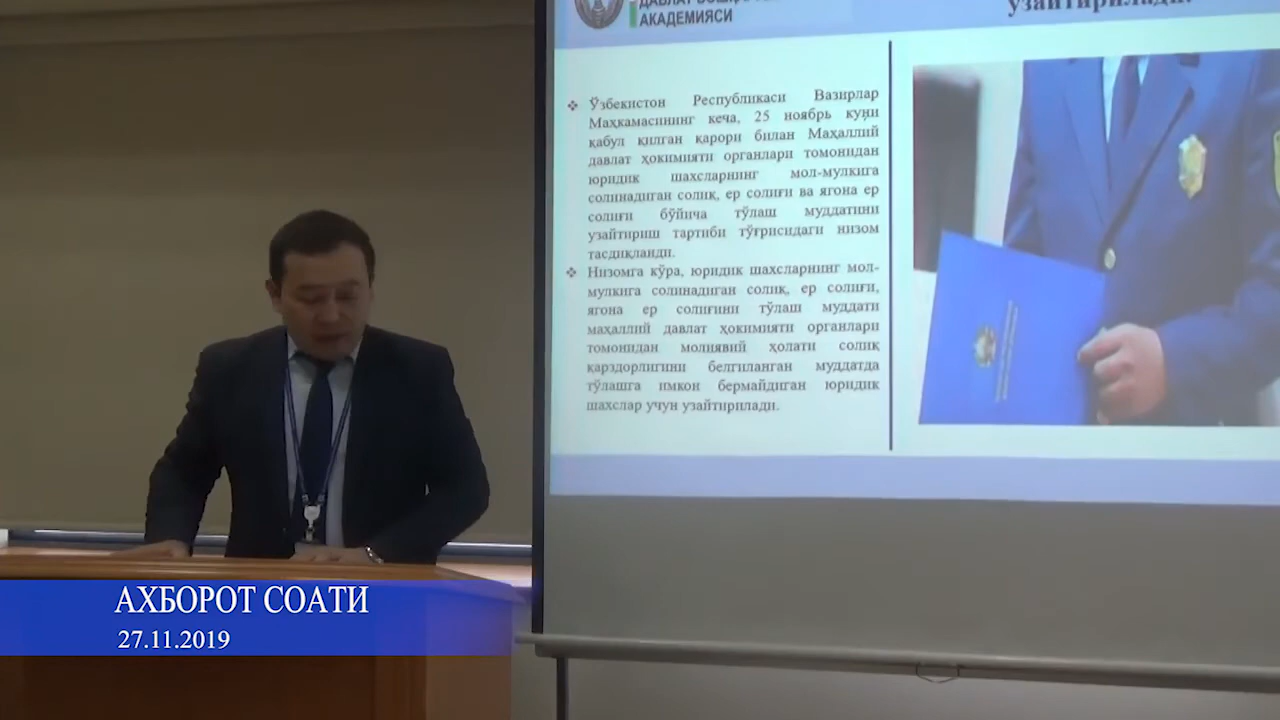 АКАДЕМИЯСИ
узайтирилади.
❖ Ўзбекистон Республикаси Вазирлар
Маҳкамасининг кеча, 25 ноябрь куни
қабул қилган қарори билан Маҳаллий
давлат ҳокимияти органлари томонидан
юридик шахсларнинг мол-мулкига
солинадиган солиқ, ер солиғи ва ягона ер
солиғи бўйича тўлаш муддатини
узайтириш тартиби тўғрисидаги низом
тасдиқланди.
❖ Низомга кўра, юридик шахсларнинг мол-
мулкига солинадиган солиқ, ер солиғи,
ягона ер солиғини тўлаш муддати
маҳаллий давлат ҳокимияти органлари
томонидан молиявий ҳолати солиқ
қарздорлигини белгиланган муддатда
тўлашга имкон бермайдиган юридик
шахслар учун узайтирилади.
АХБОРОТ СОАТИ
27.11.2019